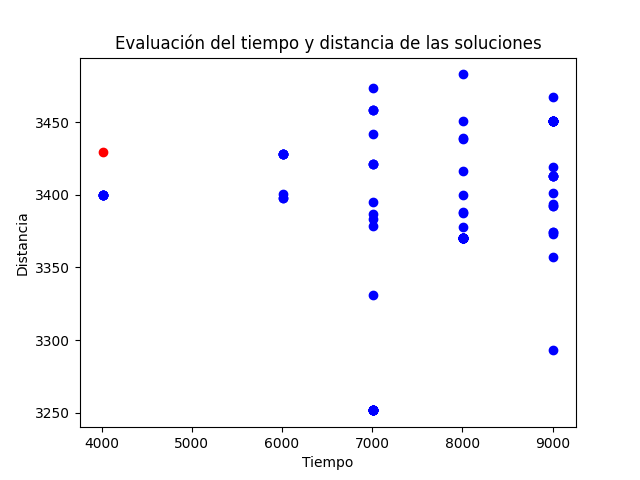 Evaluación del tiempo y distancia de las soluciones
3450
3400
3350
3300
3250
Distancia
4000 5000 6000 7000 8000 9000
Tiempo